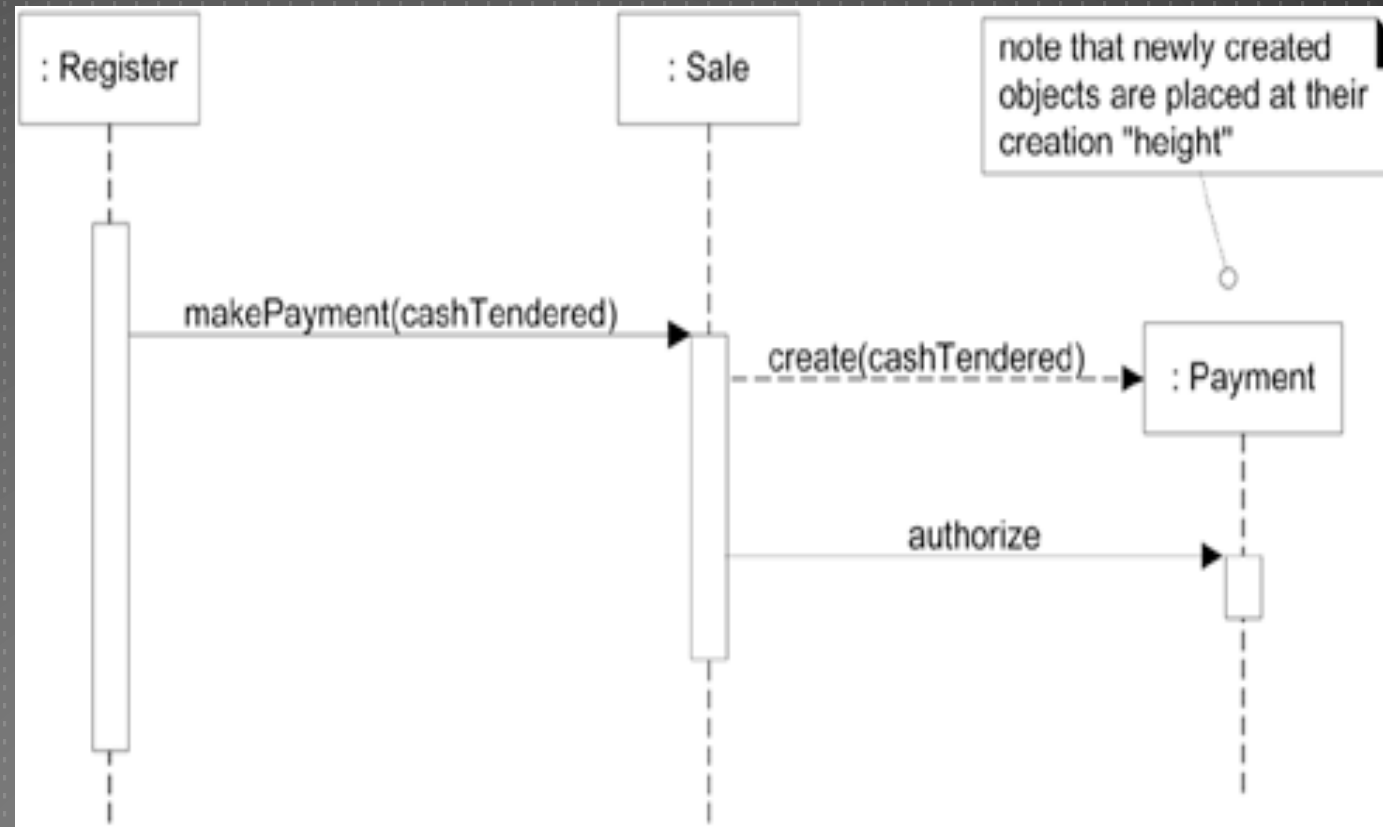 : Register
: Sale
note that newly created
objects are placed at their
creation "height"
makePayment(cashTendered)
create(cashTendered)
: Payment
authorize